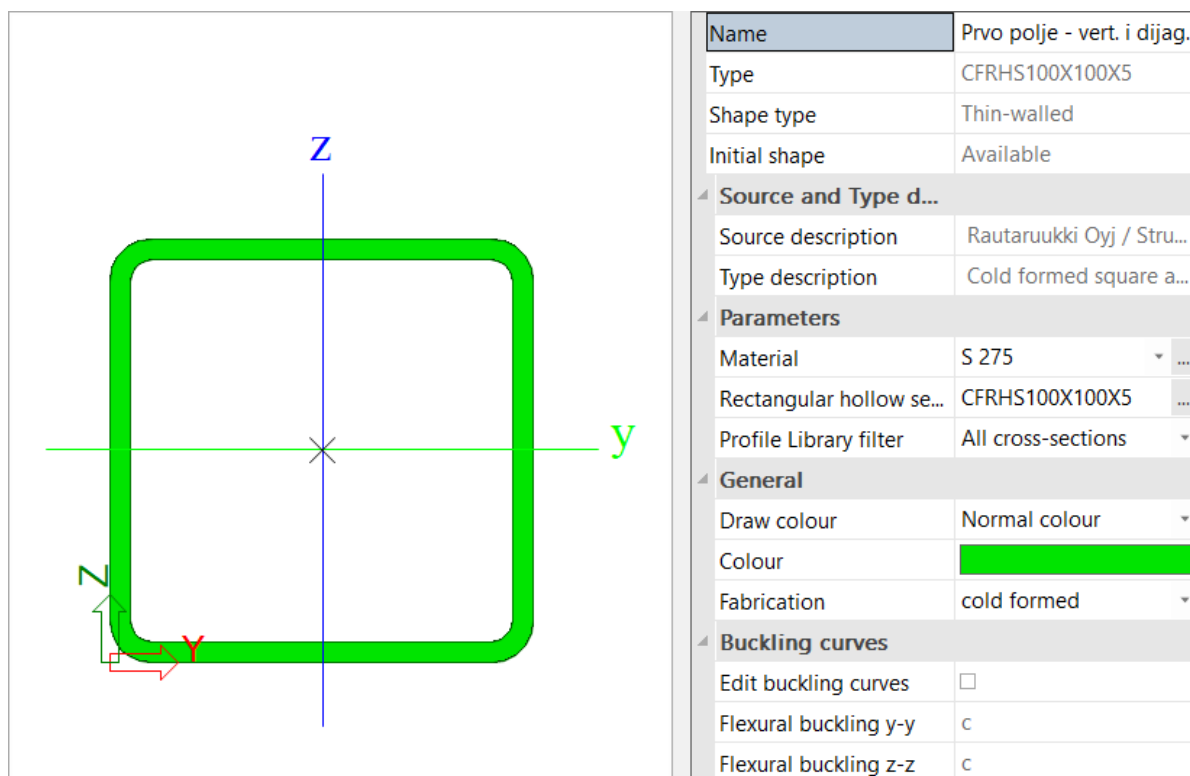 z
y
Z
Y
Name Prvo polje - vert. i dijag.
Type CFRHS100X100X5
Shape type Thin-walled
Initial shape Available
Source and Type d...
Source description Rautaruukki Oyj / Stru...
Type description Cold formed square a...
Parameters
Material S 275 ...
Rectangular hollow se... CFRHS100X100X5 ...
Profile Library filter All cross-sections
General
Draw colour Normal colour
Colour
Fabrication cold formed
Buckling curves
Edit buckling curves
Flexural buckling y-y c
Flexural buckling z-z c